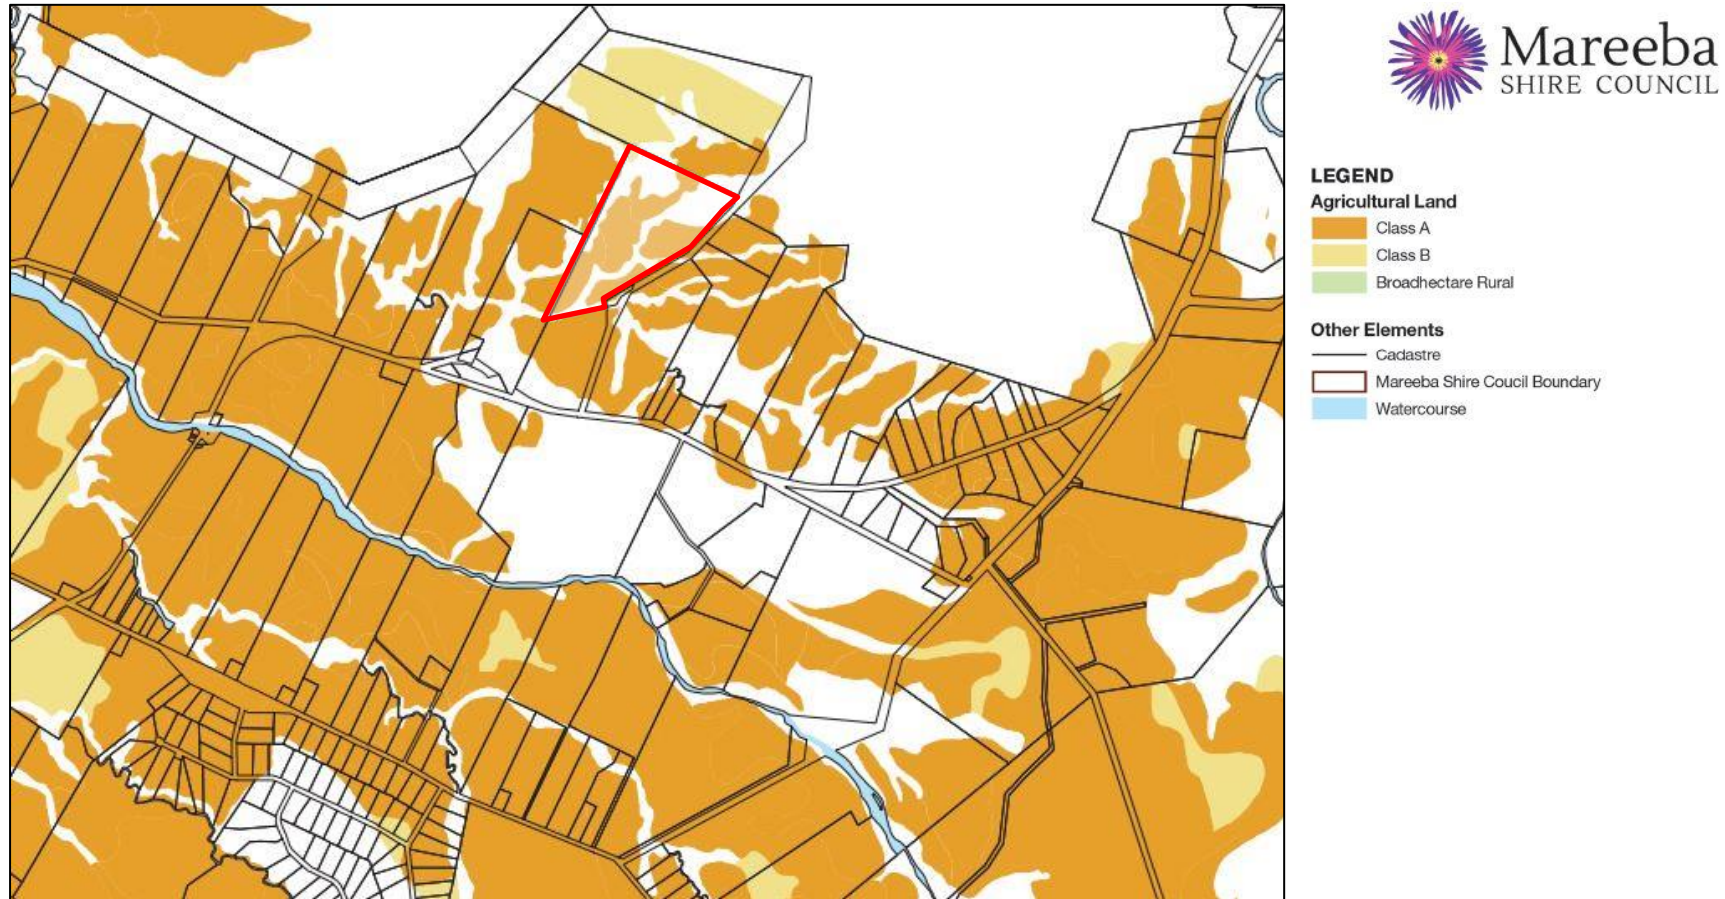 Mareeba
SHIRE COUNCIL
LEGEND
Agricultural Land
Class A
Class B
Broadhectare Rural
Other Elements
Cadastre
Mareeba Shire Coucil Boundary
Watercourse